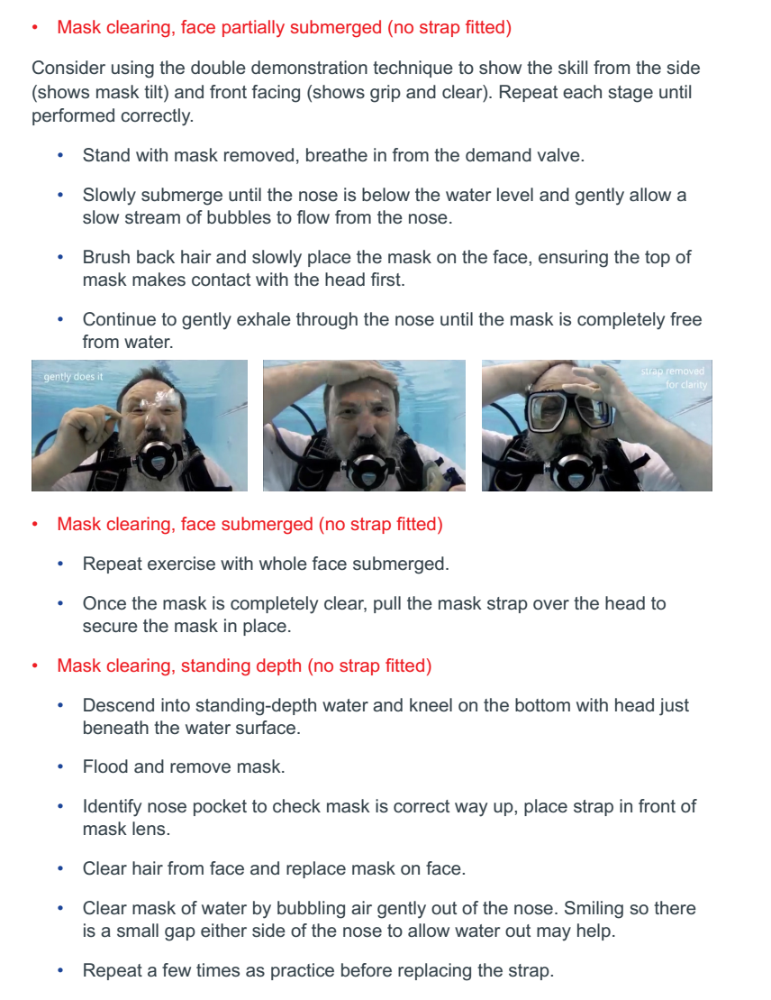 • Mask clearing, face partially submerged (no strap fitted)
Consider using the double demonstration technique to show the skill from the side
(shows mask tilt) and front facing (shows grip and clear). Repeat each stage until
performed correctly.
• Stand with mask removed, breathe in from the demand valve.
• Slowly submerge until the nose is below the water level and gently allow a
slow stream of bubbles to flow from the nose.
• Brush back hair and slowly place the mask on the face, ensuring the top of
mask makes contact with the head first.
• Continue to gently exhale through the nose until the mask is completely free
from water.
gently does it
strap removed
for clarity
• Mask clearing, face submerged (no strap fitted)
• Repeat exercise with whole face submerged.
• Once the mask is completely clear, pull the mask strap over the head to
secure the mask in place.
• Mask clearing, standing depth (no strap fitted)
• Descend into standing-depth water and kneel on the bottom with head just
beneath the water surface.
• Flood and remove mask.
• Identify nose pocket to check mask is correct way up, place strap in front of
mask lens.
• Clear hair from face and replace mask on face.
• Clear mask of water by bubbling air gently out of the nose. Smiling so there
is a small gap either side of the nose to allow water out may help.
• Repeat a few times as practice before replacing the strap.